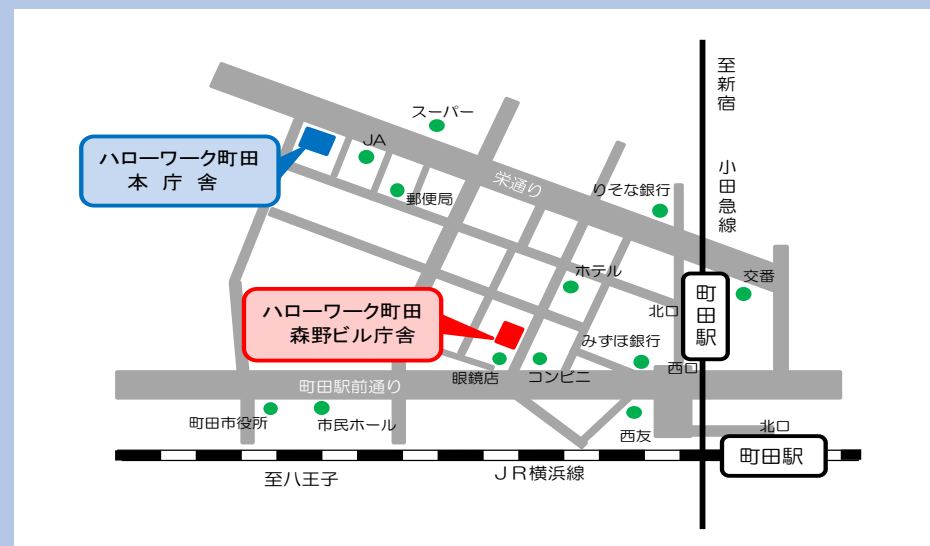 至新宿
小田急線
スーパー
JA
ハローワーク町田
本 庁 舎
郵便局
栄通り
りそな銀行
ホテル
交番
北口
町田駅
ハローワーク町田
森野ビル庁舎
みずほ銀行
西口
眼鏡店
コンビニ
町田駅前通り
町田市役所
市民ホール
西友
北口
町田駅
至八王子
ＪＲ横浜線